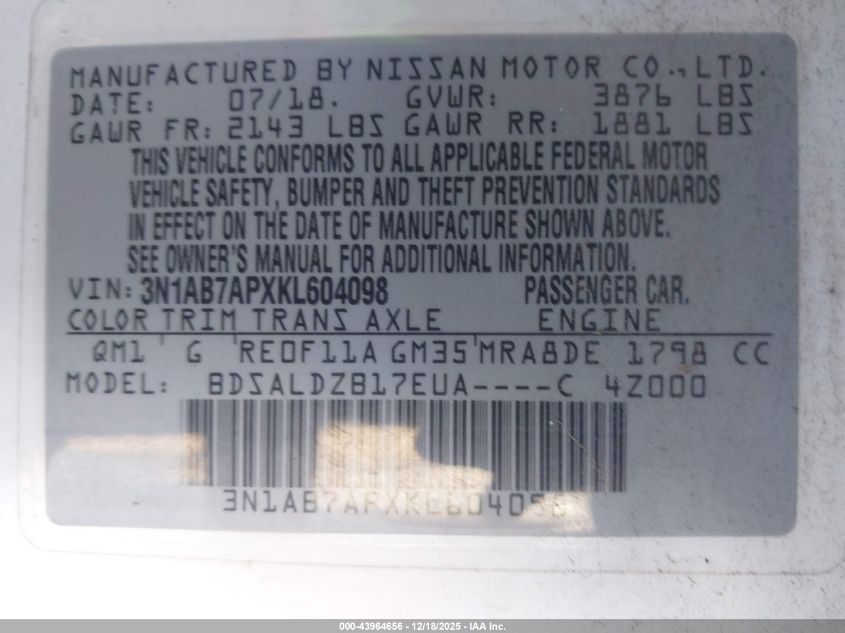 MANUFACTURED BY NISSAN MOTOR CO., LTD.
DATE: 07/18. GVWR: 3876 LBS
GAWR FR: 2143 LBS GAWR RR: 1881 LBS
THIS VEHICLE CONFORMS TO ALL APPLICABLE FEDERAL MOTOR
VEHICLE SAFETY, BUMPER AND THEFT PREVENTION STANDARDS
IN EFFECT ON THE DATE OF MANUFACTURE SHOWN ABOVE.
SEE OWNER'S MANUAL FOR ADDITIONAL INFORMATION.
VIN: 3N1AB7APXKL604098 PASSENGER CAR.
COLOR TRIM TRANS AXLE ENGINE
QM1 G RE0F11A GM35 MRA8DE 1798 CC
MODEL: BDSALDZB17EUA----C 4Z000
000-43964656 - 12/18/2025 - IAA Inc.